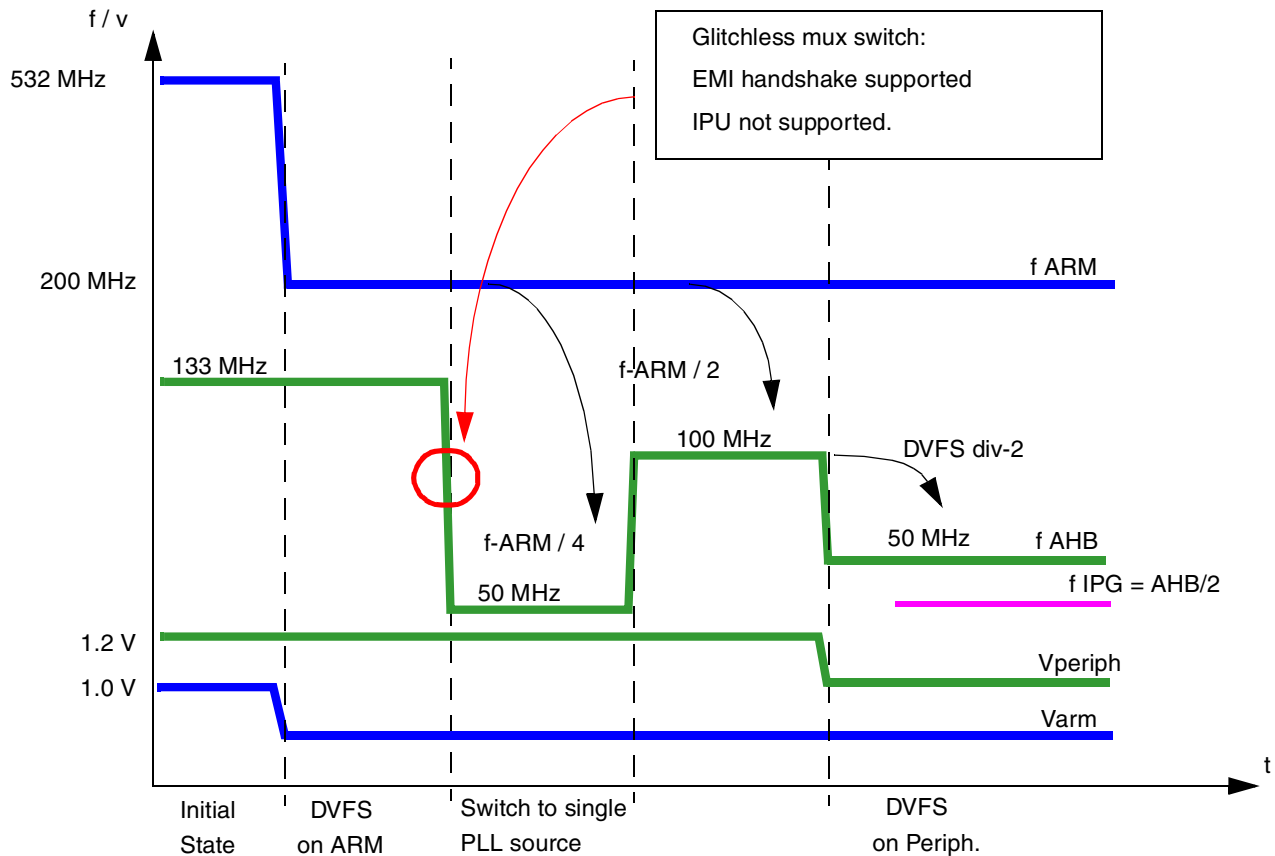 f / v
Glitchless mux switch:
EMI handshake supported
IPU not supported.
532 MHz
200 MHz
f ARM
133 MHz
f-ARM / 2
100 MHz
DVFS div-2
f-ARM / 4
50 MHz
f AHB
50 MHz
f IPG = AHB/2
1.2 V
Vperiph
1.0 V
Varm
t
Initial
State
DVFS
on ARM
Switch to single
PLL source
DVFS
on Periph.